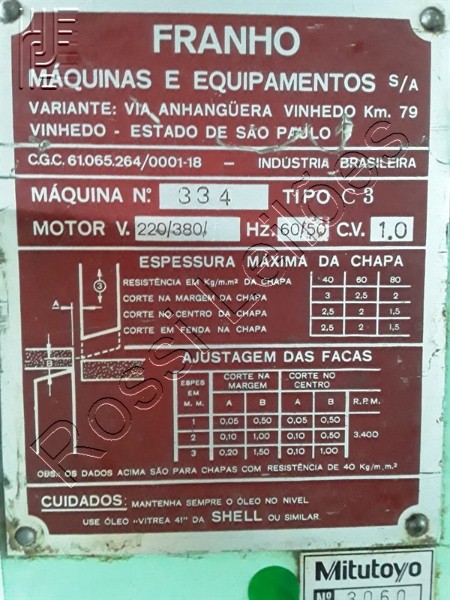 FRANHO
MÁQUINAS E EQUIPAMENTOS S/A
VARIANTE: VIA ANHANGÜERA VINHEDO Km. 79
VINHEDO - ESTADO DE SÃO PAULO
C.G.C. 61.065.264/0001-18 - INDÚSTRIA BRASILEIRA
MÁQUINA Nº 334 TIPO C-3
MOTOR V. 220/380/ HZ. 60/50 C.V. 1.0
ESPESSURA MÁXIMA DA CHAPA
RESISTÊNCIA EM Kg/m.m² DA CHAPA 40 60 80
CORTE NA MARGEM DA CHAPA 3 2,5 2
CORTE NO CENTRO DA CHAPA 2,5 2 1,5
CORTE EM FENDA NA CHAPA 2,5 2 1,5
A
3
B
AJUSTAGEM DAS FACAS
ESPES EM M.M. CORTE NA MARGEM CORTE NO CENTRO R.P.M.
A B A B
1 0,05 0,50 0,05 0,50
2 0,10 1,00 0,10 0,50 3.400
3 0,20 1,50 0,10 1,00
OBS. OS DADOS ACIMA SÃO PARA CHAPAS COM RESISTÊNCIA DE 40 Kg/m.m²
CUIDADOS: MANTENHA SEMPRE O ÓLEO NO NIVEL
USE ÓLEO "VITREA 41" DA SHELL OU SIMILAR
Mitutoyo
Nº 3060
Rossi Leilões